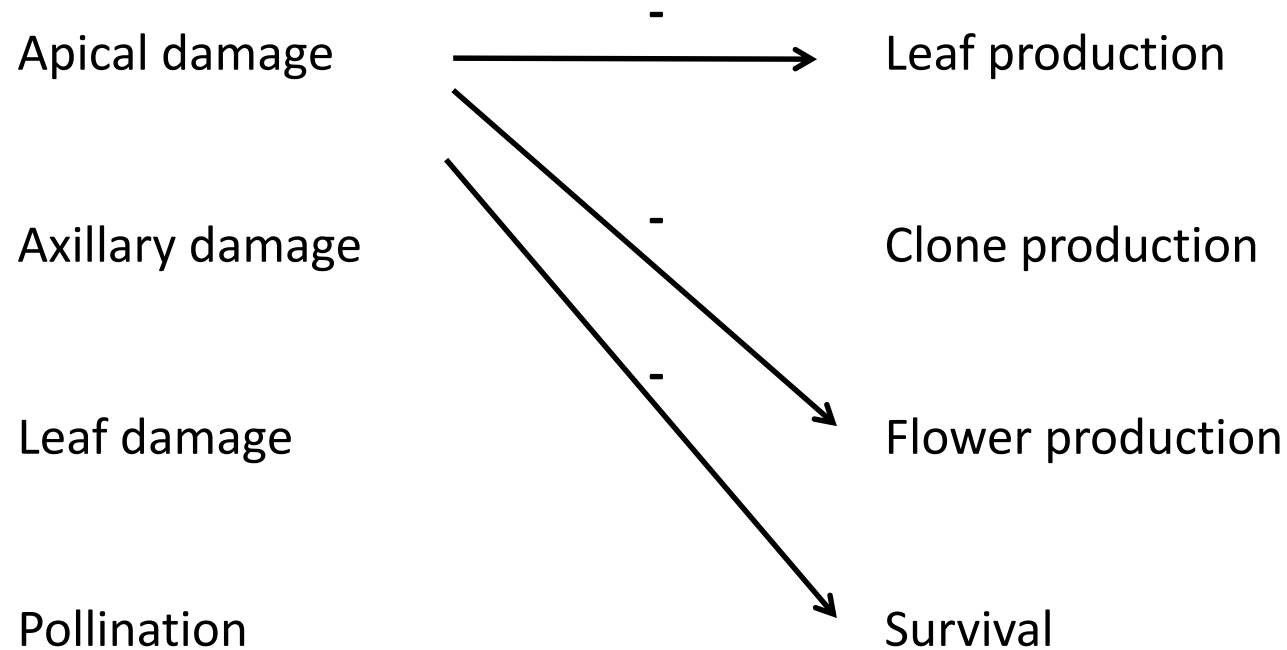 -
Apical damage Leaf production
-
Axillary damage Clone production
-
Leaf damage Flower production
Pollination Survival